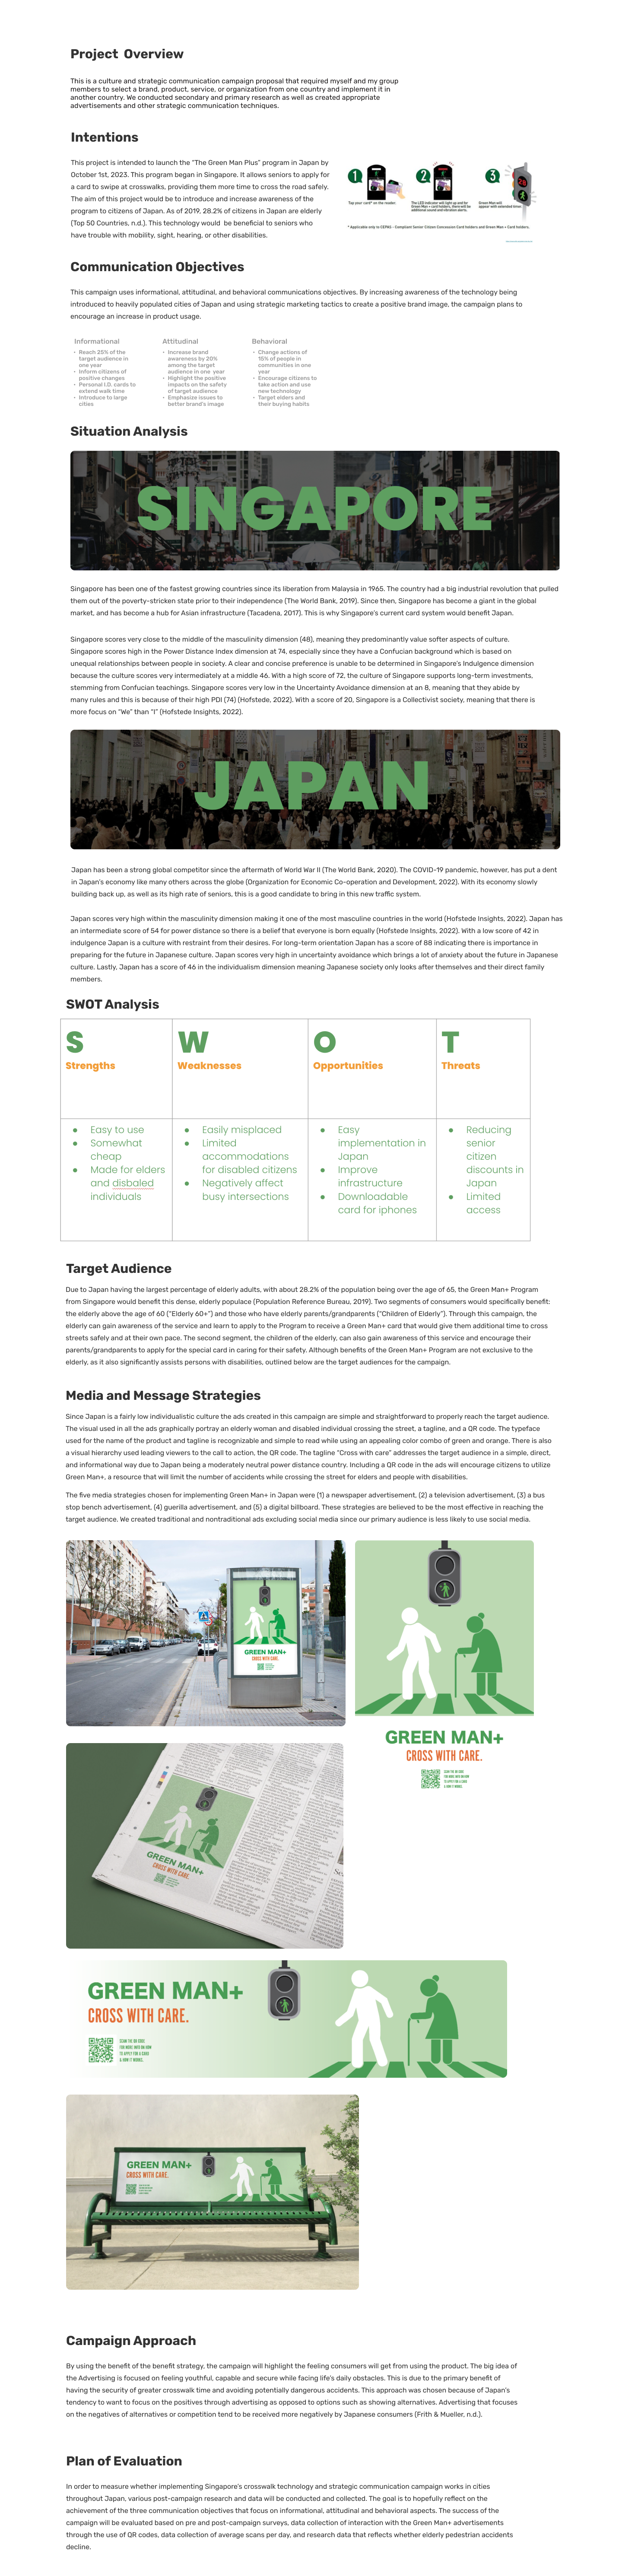 Project Overview
This is a culture and strategic communication campaign proposal that required myself and my group
members to select a brand, product, service, or organization from one country and implement it in
another country. We conducted secondary and primary research as well as created appropriate
advertisements and other strategic communication techniques.
Intentions
This project is intended to launch the "The Green Man Plus" program in Japan by
October 1st, 2023. This program began in Singapore. It allows seniors to apply for
a card to swipe at crosswalks, providing them more time to cross the road safely.
The aim of this project would be to introduce and increase awareness of the
program to citizens of Japan. As of 2019, 28.2% of citizens in Japan are elderly
(Top 50 Countries, n.d.). This technology would be beneficial to seniors who
have trouble with mobility, sight, hearing, or other disabilities.
1
2
3
Tap your card* on the reader.
The LED indicator will light up and by
Green Man + card holders, there will be
additional sound and vibration alerts.
Green Man will
appear with extended time
* Applicable only to CEPAS - Compliant Senior Citizen Concession Card holders and Green Man + Card holders.
Communication Objectives
This campaign uses informational, attitudinal, and behavioral communications objectives. By increasing awareness of the technology being
introduced to heavily populated cities of Japan and using strategic marketing tactics to create a positive brand image, the campaign plans to
encourage an increase in product usage.
Informational
• Reach 25% of the
target audience in
one year
• Inform citizens of
positive changes
• Personal I.D. cards to
extend walk time
• Introduce to large
cities
Attitudinal
• Increase brand
awareness by 20%
among the target
audience in one year
• Highlight the positive
impacts on the safety
of target audience
• Emphasize issues to
better brand's image
Behavioral
• Change actions of
15% of people in
communities in one
year
• Encourage citizens to
take action and use
new technology
• Target elders and
their buying habits
Situation Analysis
SINGAPORE
Singapore has been one of the fastest growing countries since its liberation from Malaysia in 1965. The country had a big industrial revolution that pulled
them out of the poverty-stricken state prior to their independence (The World Bank, 2019). Since then, Singapore has become a giant in the global
market, and has become a hub for Asian infrastructure (Tacadena, 2017). This is why Singapore's current card system would benefit Japan.
Singapore scores very close to the middle of the masculinity dimension (48), meaning they predominantly value softer aspects of culture.
Singapore scores high in the Power Distance Index dimension at 74, especially since they have a Confucian background which is based on
unequal relationships between people in society. A clear and concise preference is unable to be determined in Singapore's Indulgence dimension
because the culture scores very intermediately at a middle 46. With a high score of 72, the culture of Singapore supports long-term investments,
stemming from Confucian teachings. Singapore scores very low in the Uncertainty Avoidance dimension at an 8, meaning that they abide by
many rules and this is because of their high PDI (74) (Hofstede, 2022). With a score of 20, Singapore is a Collectivist society, meaning that there is
more focus on "We" than "I" (Hofstede Insights, 2022).
JAPAN
Japan has been a strong global competitor since the aftermath of World War II (The World Bank, 2020). The COVID-19 pandemic, however, has put a dent
in Japan's economy like many others across the globe (Organization for Economic Co-operation and Development, 2022). With its economy slowly
building back up, as well as its high rate of seniors, this is a good candidate to bring in this new traffic system.
Japan scores very high within the masculinity dimension making it one of the most masculine countries in the world (Hofstede Insights, 2022). Japan has
an intermediate score of 54 for power distance so there is a belief that everyone is born equally (Hofstede Insights, 2022). With a low score of 42 in
indulgence Japan is a culture with restraint from their desires. For long-term orientation Japan has a score of 88 indicating there is importance in
preparing for the future in Japanese culture. Japan scores very high in uncertainty avoidance which brings a lot of anxiety about the future in Japanese
culture. Lastly, Japan has a score of 46 in the individualism dimension meaning Japanese society only looks after themselves and their direct family
members.
SWOT Analysis
S
Strengths
W
Weaknesses
O
Opportunities
T
Threats
● Easy to use
● Somewhat
cheap
● Made for elders
and disbaled
individuals
● Easily misplaced
● Limited
accommodations
for disabled citizens
● Negatively affect
busy intersections
● Easy
implementation in
Japan
● Improve
infrastructure
● Downloadable
card for iphones
● Reducing
senior
citizen
discounts in
Japan
● Limited
access
Target Audience
Due to Japan having the largest percentage of elderly adults, with about 28.2% of the population being over the age of 65, the Green Man+ Program
from Singapore would benefit this dense, elderly populace (Population Reference Bureau, 2019). Two segments of consumers would specifically benefit:
the elderly above the age of 60 ("Elderly 60+") and those who have elderly parents/grandparents ("Children of Elderly"). Through this campaign, the
elderly can gain awareness of the service and learn to apply to the Program to receive a Green Man+ card that would give them additional time to cross
streets safely and at their own pace. The second segment, the children of the elderly, can also gain awareness of this service and encourage their
parents/grandparents to apply for the special card in caring for their safety. Although benefits of the Green Man+ Program are not exclusive to the
elderly, as it also significantly assists persons with disabilities, outlined below are the target audiences for the campaign.
Media and Message Strategies
Since Japan is a fairly low individualistic culture the ads created in this campaign are simple and straightforward to properly reach the target audience.
The visual used in all the ads graphically portray an elderly woman and disabled individual crossing the street, a tagline, and a QR code. The typeface
used for the name of the product and tagline is recognizable and simple to read while using an appealing color combo of green and orange. There is also
a visual hierarchy used leading viewers to the call to action, the QR code. The tagline "Cross with care" addresses the target audience in a simple, direct,
and informational way due to Japan being a moderately neutral power distance country. Including a QR code in the ads will encourage citizens to utilize
Green Man+, a resource that will limit the number of accidents while crossing the street for elders and people with disabilities.
The five media strategies chosen for implementing Green Man+ in Japan were (1) a newspaper advertisement, (2) a television advertisement, (3) a bus
stop bench advertisement, (4) guerilla advertisement, and (5) a digital billboard. These strategies are believed to be the most effective in reaching the
target audience. We created traditional and nontraditional ads excluding social media since our primary audience is less likely to use social media.
GREEN MAN+
CROSS WITH CARE.
GREEN MAN+
CROSS WITH CARE.
SCAN THE QR CODE
FOR MORE INFO ON HOW
TO APPLY FOR A CARD
& HOW IT WORKS.
GREEN MAN+
CROSS WITH CARE.
GREEN MAN+
CROSS WITH CARE.
SCAN THE QR CODE
FOR MORE INFO ON HOW
TO APPLY FOR A CARD
& HOW IT WORKS.
GREEN MAN+
CROSS WITH CARE.
Campaign Approach
By using the benefit of the benefit strategy, the campaign will highlight the feeling consumers will get from using the product. The big idea of
the Advertising is focused on feeling youthful, capable and secure while facing life's daily obstacles. This is due to the primary benefit of
having the security of greater crosswalk time and avoiding potentially dangerous accidents. This approach was chosen because of Japan's
tendency to want to focus on the positives through advertising as opposed to options such as showing alternatives. Advertising that focuses
on the negatives of alternatives or competition tend to be received more negatively by Japanese consumers (Frith & Mueller, n.d.).
Plan of Evaluation
In order to measure whether implementing Singapore's crosswalk technology and strategic communication campaign works in cities
throughout Japan, various post-campaign research and data will be conducted and collected. The goal is to hopefully reflect on the
achievement of the three communication objectives that focus on informational, attitudinal and behavioral aspects. The success of the
campaign will be evaluated based on pre and post-campaign surveys, data collection of interaction with the Green Man+ advertisements
through the use of QR codes, data collection of average scans per day, and research data that reflects whether elderly pedestrian accidents
decline.